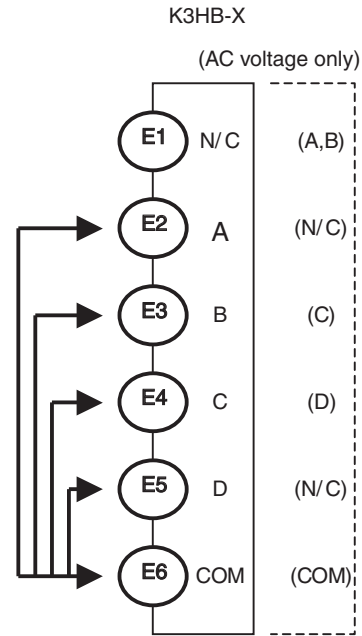 K3HB-X
(AC voltage only)
E1 N/C (A,B)
E2 A (N/C)
E3 B (C)
E4 C (D)
E5 D (N/C)
E6 COM (COM)